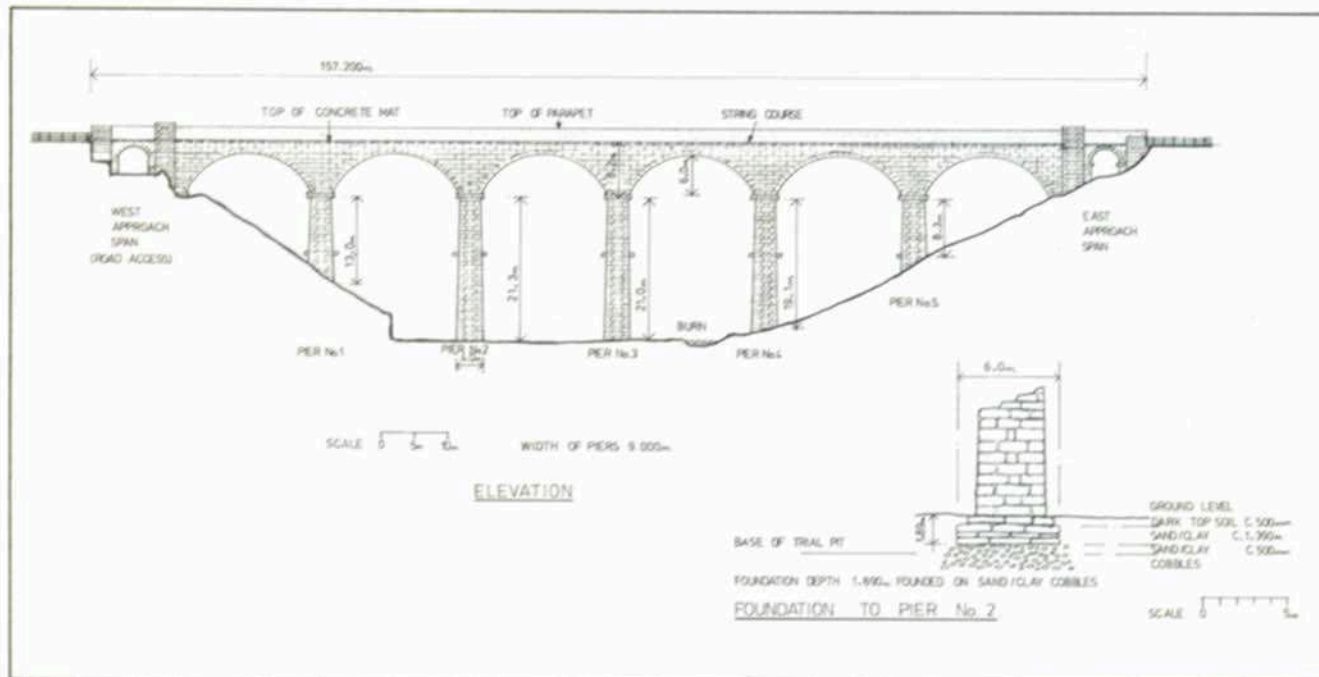 157.200m.
TOP OF CONCRETE MAT
TOP OF PARAPET
STRING COURSE
6.0m
WEST
APPROACH
SPAN
(ROAD ACCESS)
13.0m
21.3m
21.0m
19.1m
8.3m
EAST
APPROACH
SPAN
PIER No.1
PIER No.2
PIER No.3
BURN
PIER No.4
PIER No.5
SCALE 0 5m 10m
WIDTH OF PIERS 9.000m.
ELEVATION
6.0m.
GROUND LEVEL
DARK TOP SOIL C.500mm
SAND/CLAY C.1.390m
SAND/CLAY C.500mm
COBBLES
BASE OF TRIAL PIT
FOUNDATION DEPTH 1.890m. FOUNDED ON SAND/CLAY COBBLES
FOUNDATION TO PIER No. 2
SCALE 0 5m